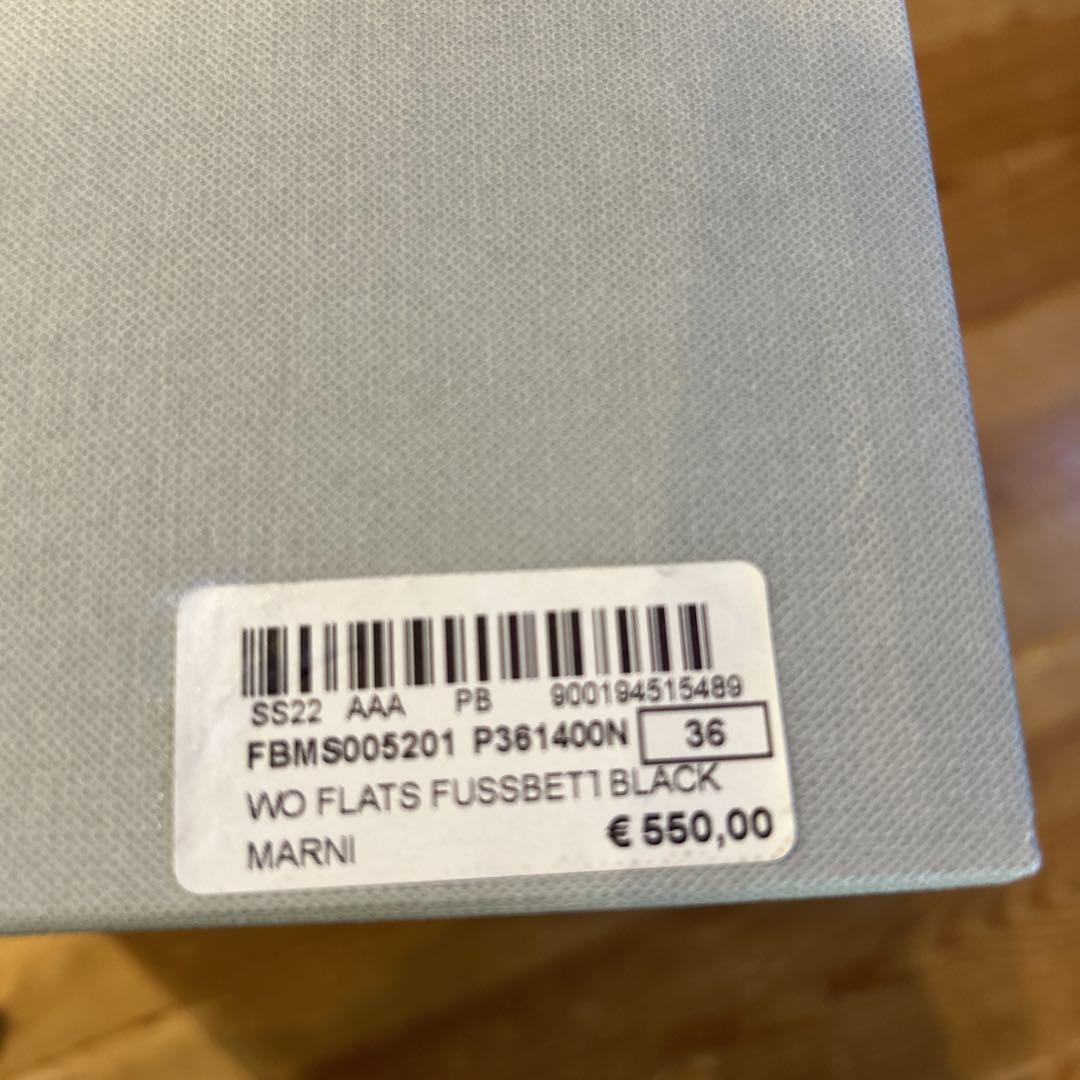 SS22 AAA PB 900194515489
FBMS005201 P361400N 36
WO FLATS FUSSBETT BLACK
MARNI € 550,00